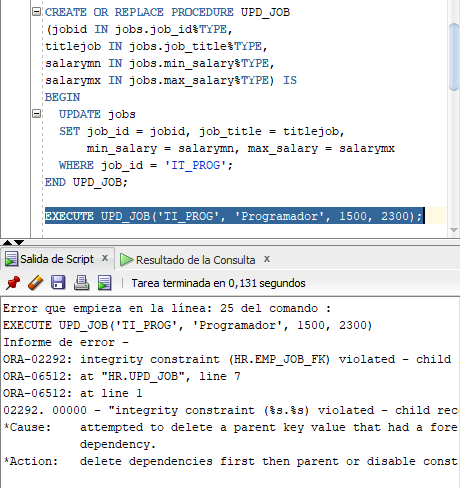 CREATE OR REPLACE PROCEDURE UPD_JOB
(jobid IN jobs.job_id%TYPE,
titlejob IN jobs.job_title%TYPE,
salarymn IN jobs.min_salary%TYPE,
salarymx IN jobs.max_salary%TYPE) IS
BEGIN
UPDATE jobs
SET job_id = jobid, job_title = titlejob,
min_salary = salarymn, max_salary = salarymx
WHERE job_id = 'IT_PROG';
END UPD_JOB;
EXECUTE UPD_JOB('TI_PROG', 'Programador', 1500, 2300);
Salida de Script x Resultado de la Consulta x
Tarea terminada en 0,131 segundos
Error que empieza en la línea: 25 del comando :
EXECUTE UPD_JOB('TI_PROG', 'Programador', 1500, 2300)
Informe de error -
ORA-02292: integrity constraint (HR.EMP_JOB_FK) violated - child
ORA-06512: at "HR.UPD_JOB", line 7
ORA-06512: at line 1
02292. 00000 - "integrity constraint (%s.%s) violated - child rec
*Cause: attempted to delete a parent key value that had a fore
dependency.
*Action: delete dependencies first then parent or disable const